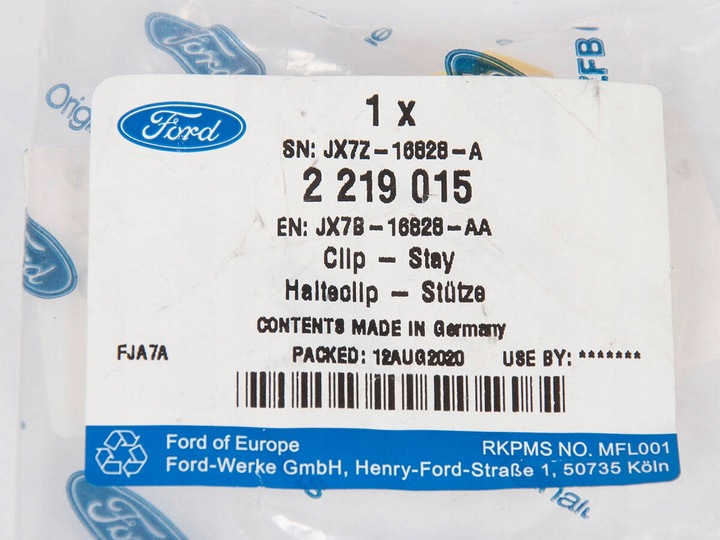 Ford
1 x
SN: JX7Z-16828-A
2 219 015
EN: JX7B-16828-AA
Clip - Stay
Halteclip - Stütze
CONTENTS MADE IN Germany
FJA7A
PACKED: 12AUG2020
USE BY: *******
Ford of Europe
RKPMS NO. MFL001
Ford-Werke GmbH, Henry-Ford-Straße 1, 50735 Köln
Ford